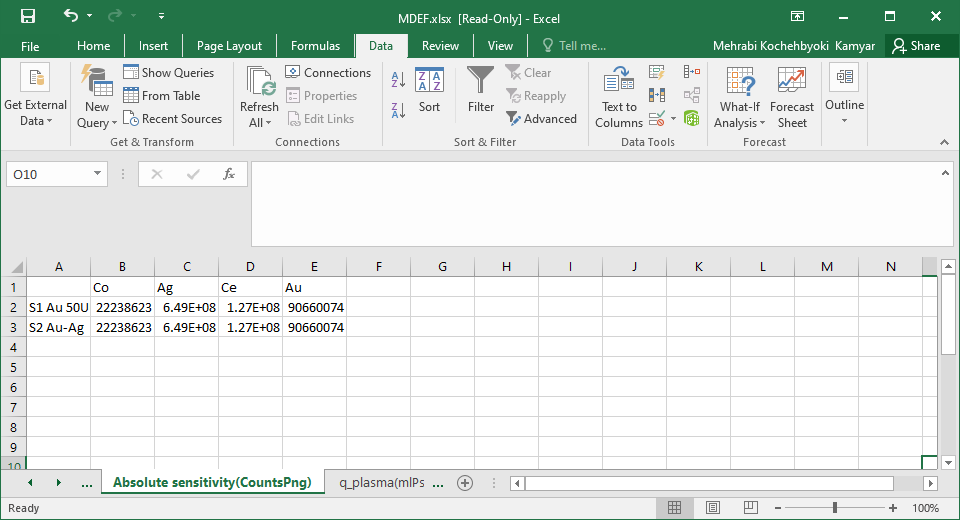 MDEF.xlsx [Read-Only] - Excel
File Home Insert Page Layout Formulas Data Review View Tell me... Mehrabi Kochehbyoki Kamyar Share
Get External Data
New Query
Show Queries
From Table
Recent Sources
Get & Transform
Refresh All
Connections
Properties
Edit Links
Connections
A Z
Z A
Z A A Z
Sort
Filter
Clear
Reapply
Advanced
Sort & Filter
Text to Columns
Data Tools
What-If Analysis
Forecast Sheet
Forecast
Outline
O10 fx
A B C D E F G H I J K L M N
1 Co Ag Ce Au
2 S1 Au 50U 22238623 6.49E+08 1.27E+08 90660074
3 S2 Au-Ag 22238623 6.49E+08 1.27E+08 90660074
4
5
6
7
8
9
10
... Absolute sensitivity(CountsPng) q_plasma(mlPs ...
Ready 100%